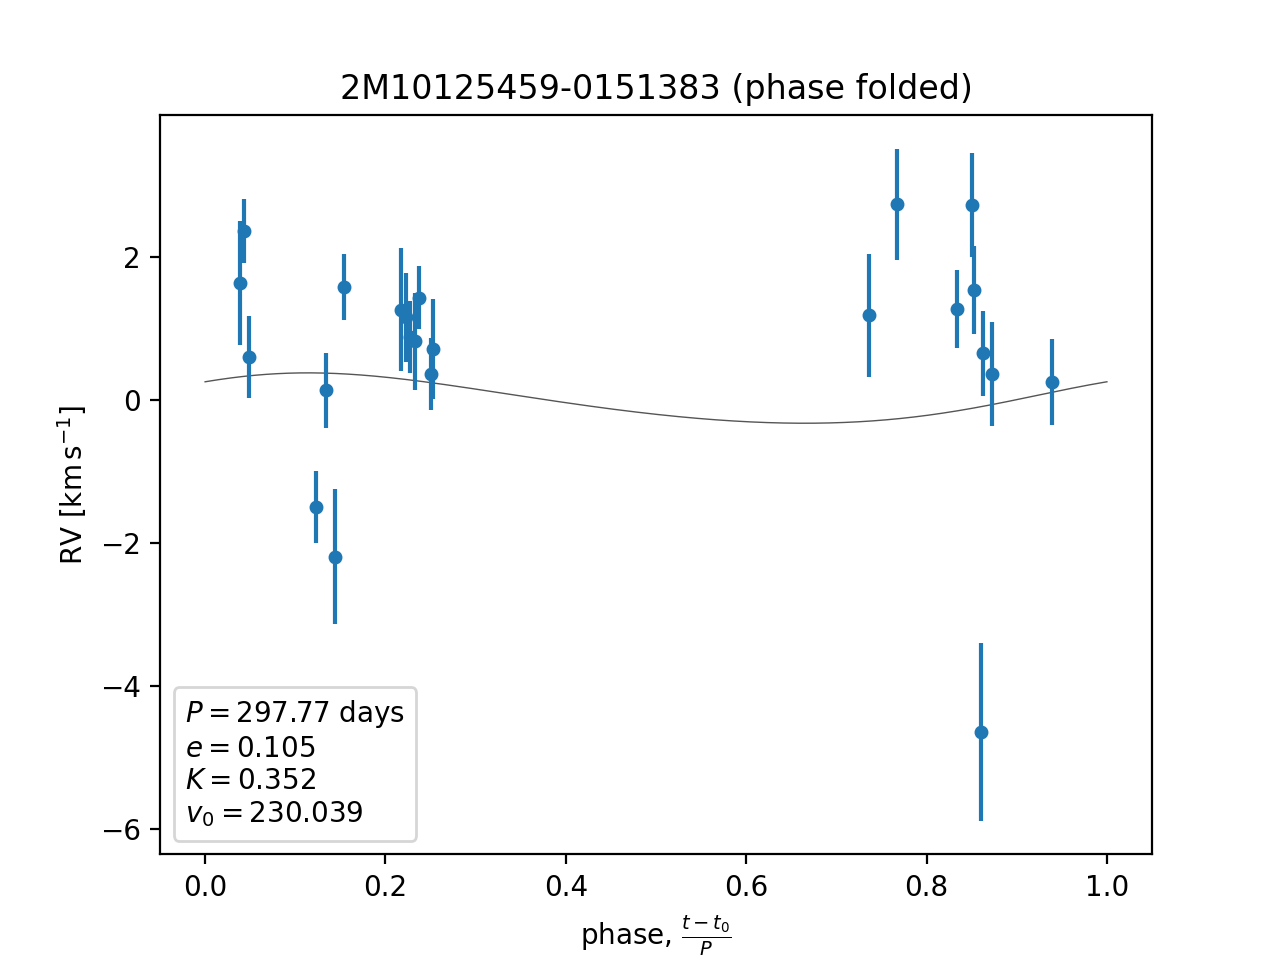 2M10125459-0151383 (phase folded)
RV [km s⁻¹]
2
0
−2
−4
−6
P = 297.77 days
e = 0.105
K = 0.352
v₀ = 230.039
0.0 0.2 0.4 0.6 0.8 1.0
phase, (t − t₀)/P